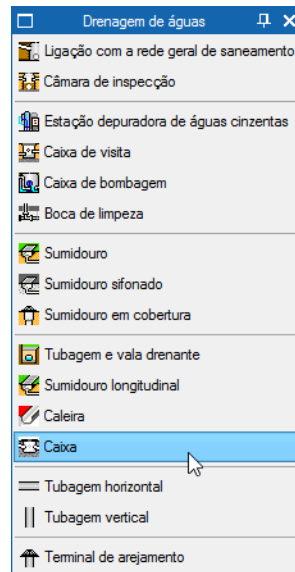 Drenagem de águas
Ligação com a rede geral de saneamento
Câmara de inspecção
Estação depuradora de águas cinzentas
Caixa de visita
Caixa de bombagem
Boca de limpeza
Sumidouro
Sumidouro sifonado
Sumidouro em cobertura
Tubagem e vala drenante
Sumidouro longitudinal
Caleira
Caixa
Tubagem horizontal
Tubagem vertical
Terminal de arejamento